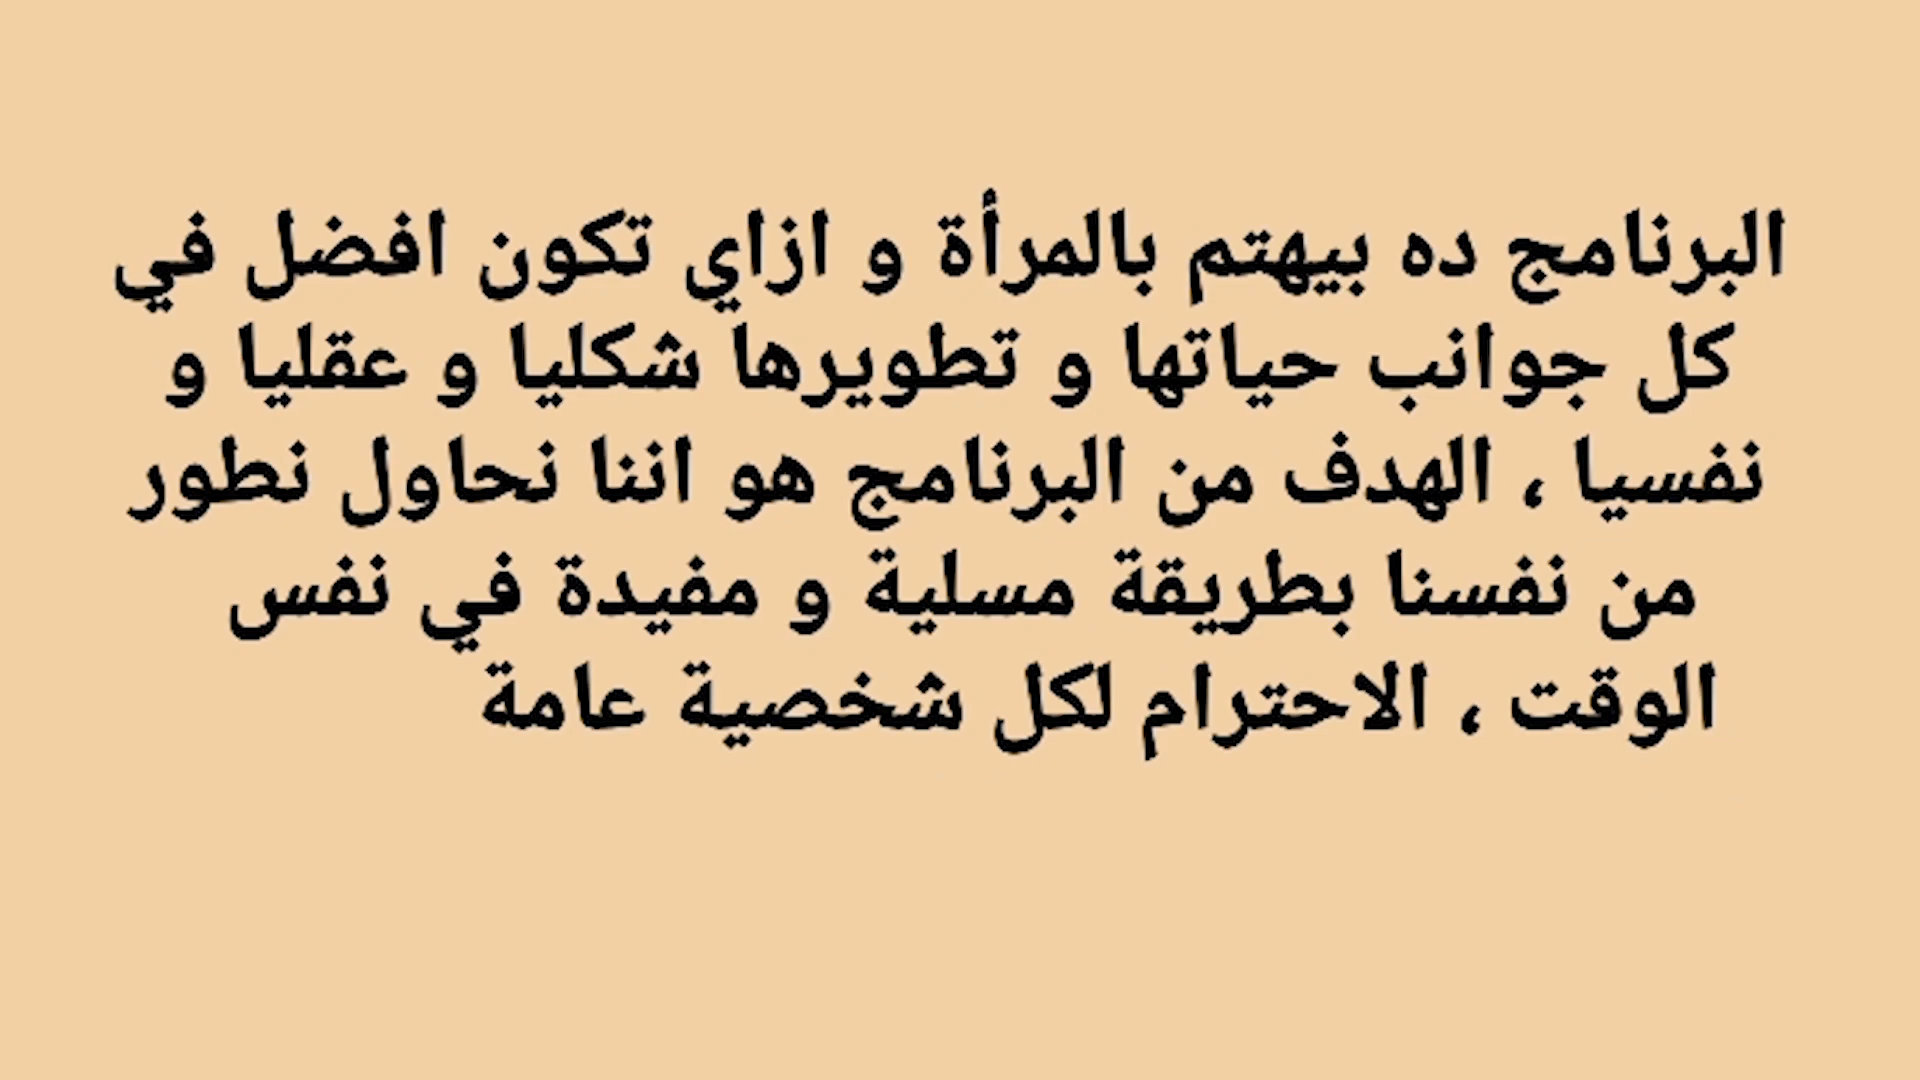 البرنامج ده بيهتم بالمرأة و ازاي تكون افضل في
كل جوانب حياتها و تطويرها شكليا و عقليا و
نفسيا ، الهدف من البرنامج هو اننا نحاول نطور
من نفسنا بطريقة مسلية و مفيدة في نفس
الوقت ، الاحترام لكل شخصية عامة